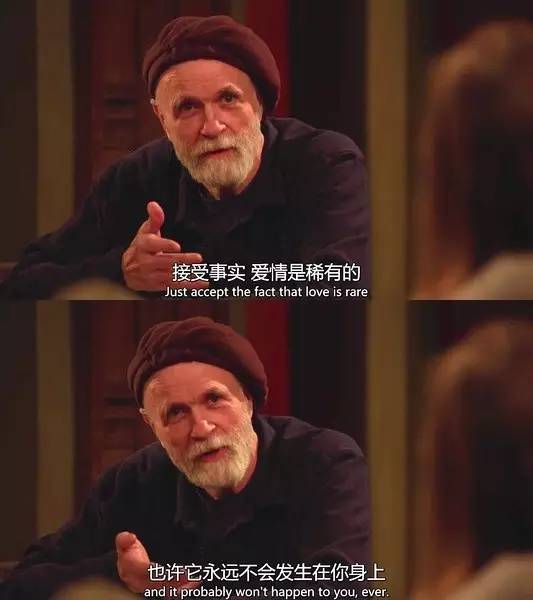 接受事实 爱情是稀有的
Just accept the fact that love is rare
也许它永远不会发生在你身上
and it probably won't happen to you, ever.